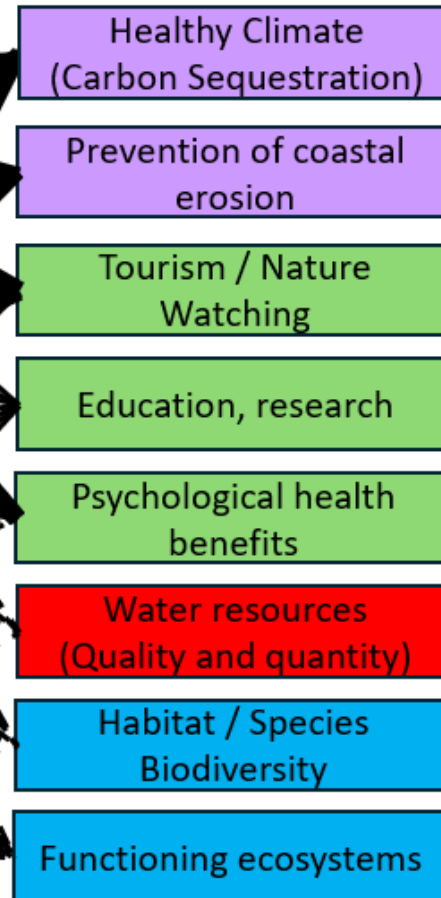 Healthy Climate
(Carbon Sequestration)
Prevention of coastal
erosion
Tourism / Nature
Watching
Education, research
Psychological health
benefits
Water resources
(Quality and quantity)
Habitat / Species
Biodiversity
Functioning ecosystems